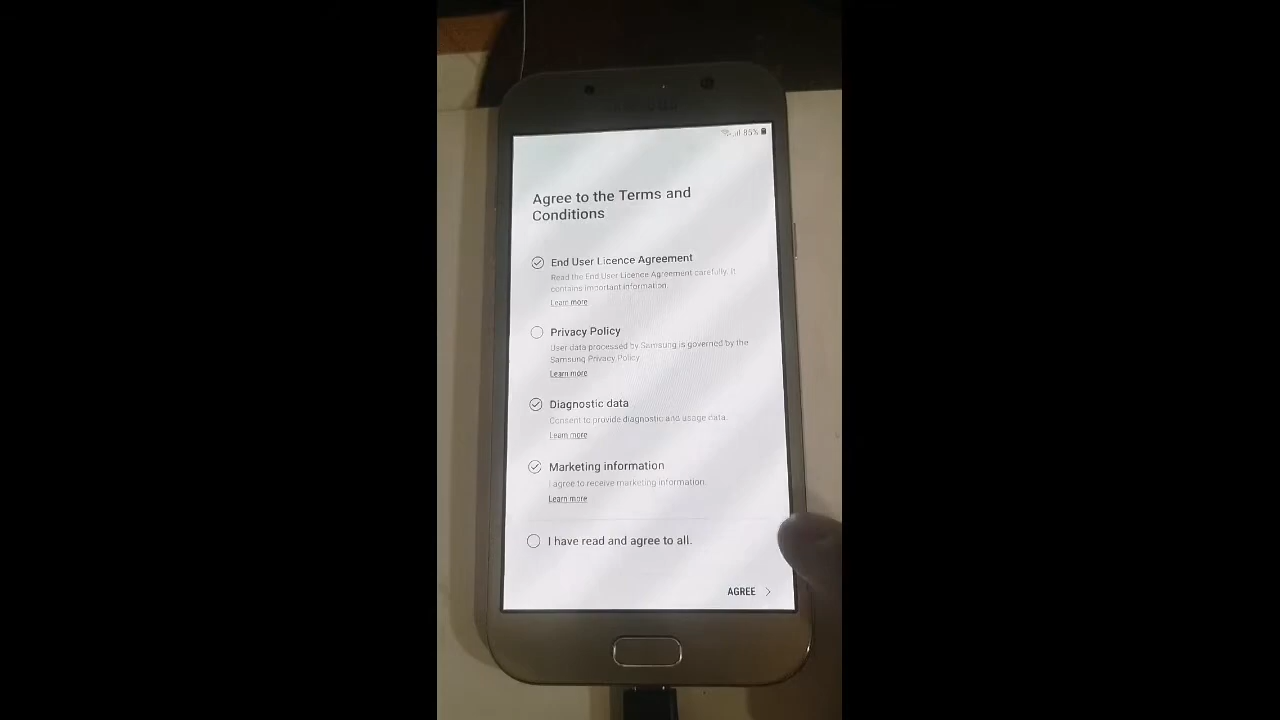 SAMSUNG
85%
Agree to the Terms and
Conditions
End User Licence Agreement
Read the End User Licence Agreement carefully. It
contains important information.
Learn more
Privacy Policy
User data processed by Samsung is governed by the
Samsung Privacy Policy.
Learn more
Diagnostic data
Consent to provide diagnostic and usage data.
Learn more
Marketing information
I agree to receive marketing information.
Learn more
I have read and agree to all.
AGREE